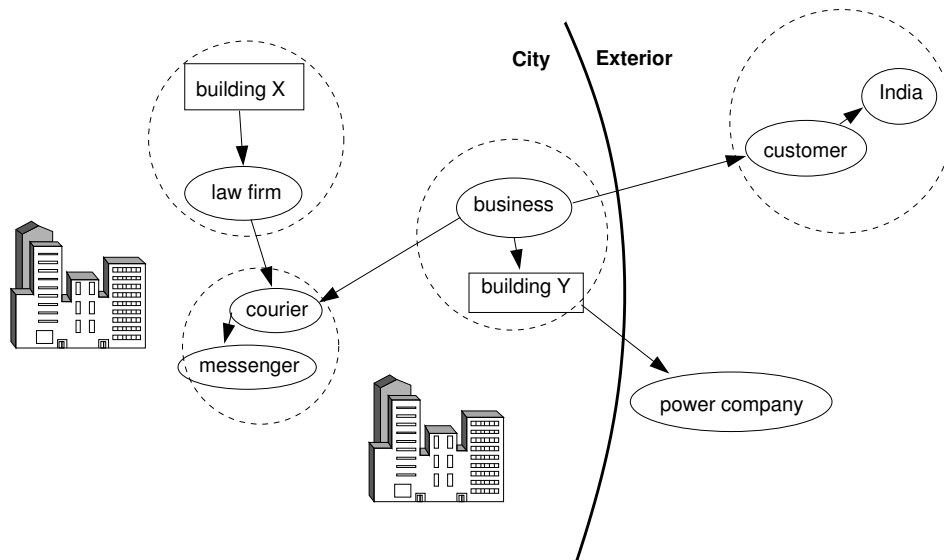 City
Exterior
building X
India
customer
law firm
business
building Y
courier
messenger
power company